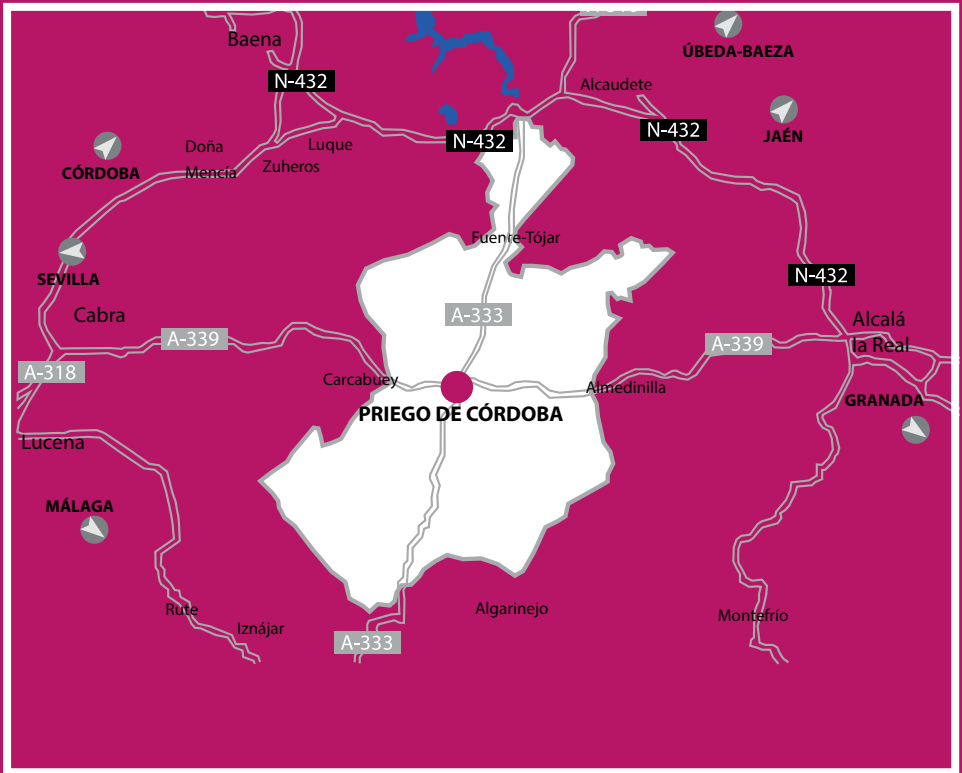 Baena
ÚBEDA-BAEZA
N-432
Alcaudete
N-432
N-432
JAÉN
CÓRDOBA
Doña
Mencía
Zuheros
Luque
Fuente-Tójar
SEVILLA
N-432
Cabra
A-333
A-339
A-339
Alcalá
la Real
A-318
Carcabuey
Almedinilla
GRANADA
PRIEGO DE CÓRDOBA
Lucena
MÁLAGA
Rute
Iznájar
Algarinejo
Montefrío
A-333